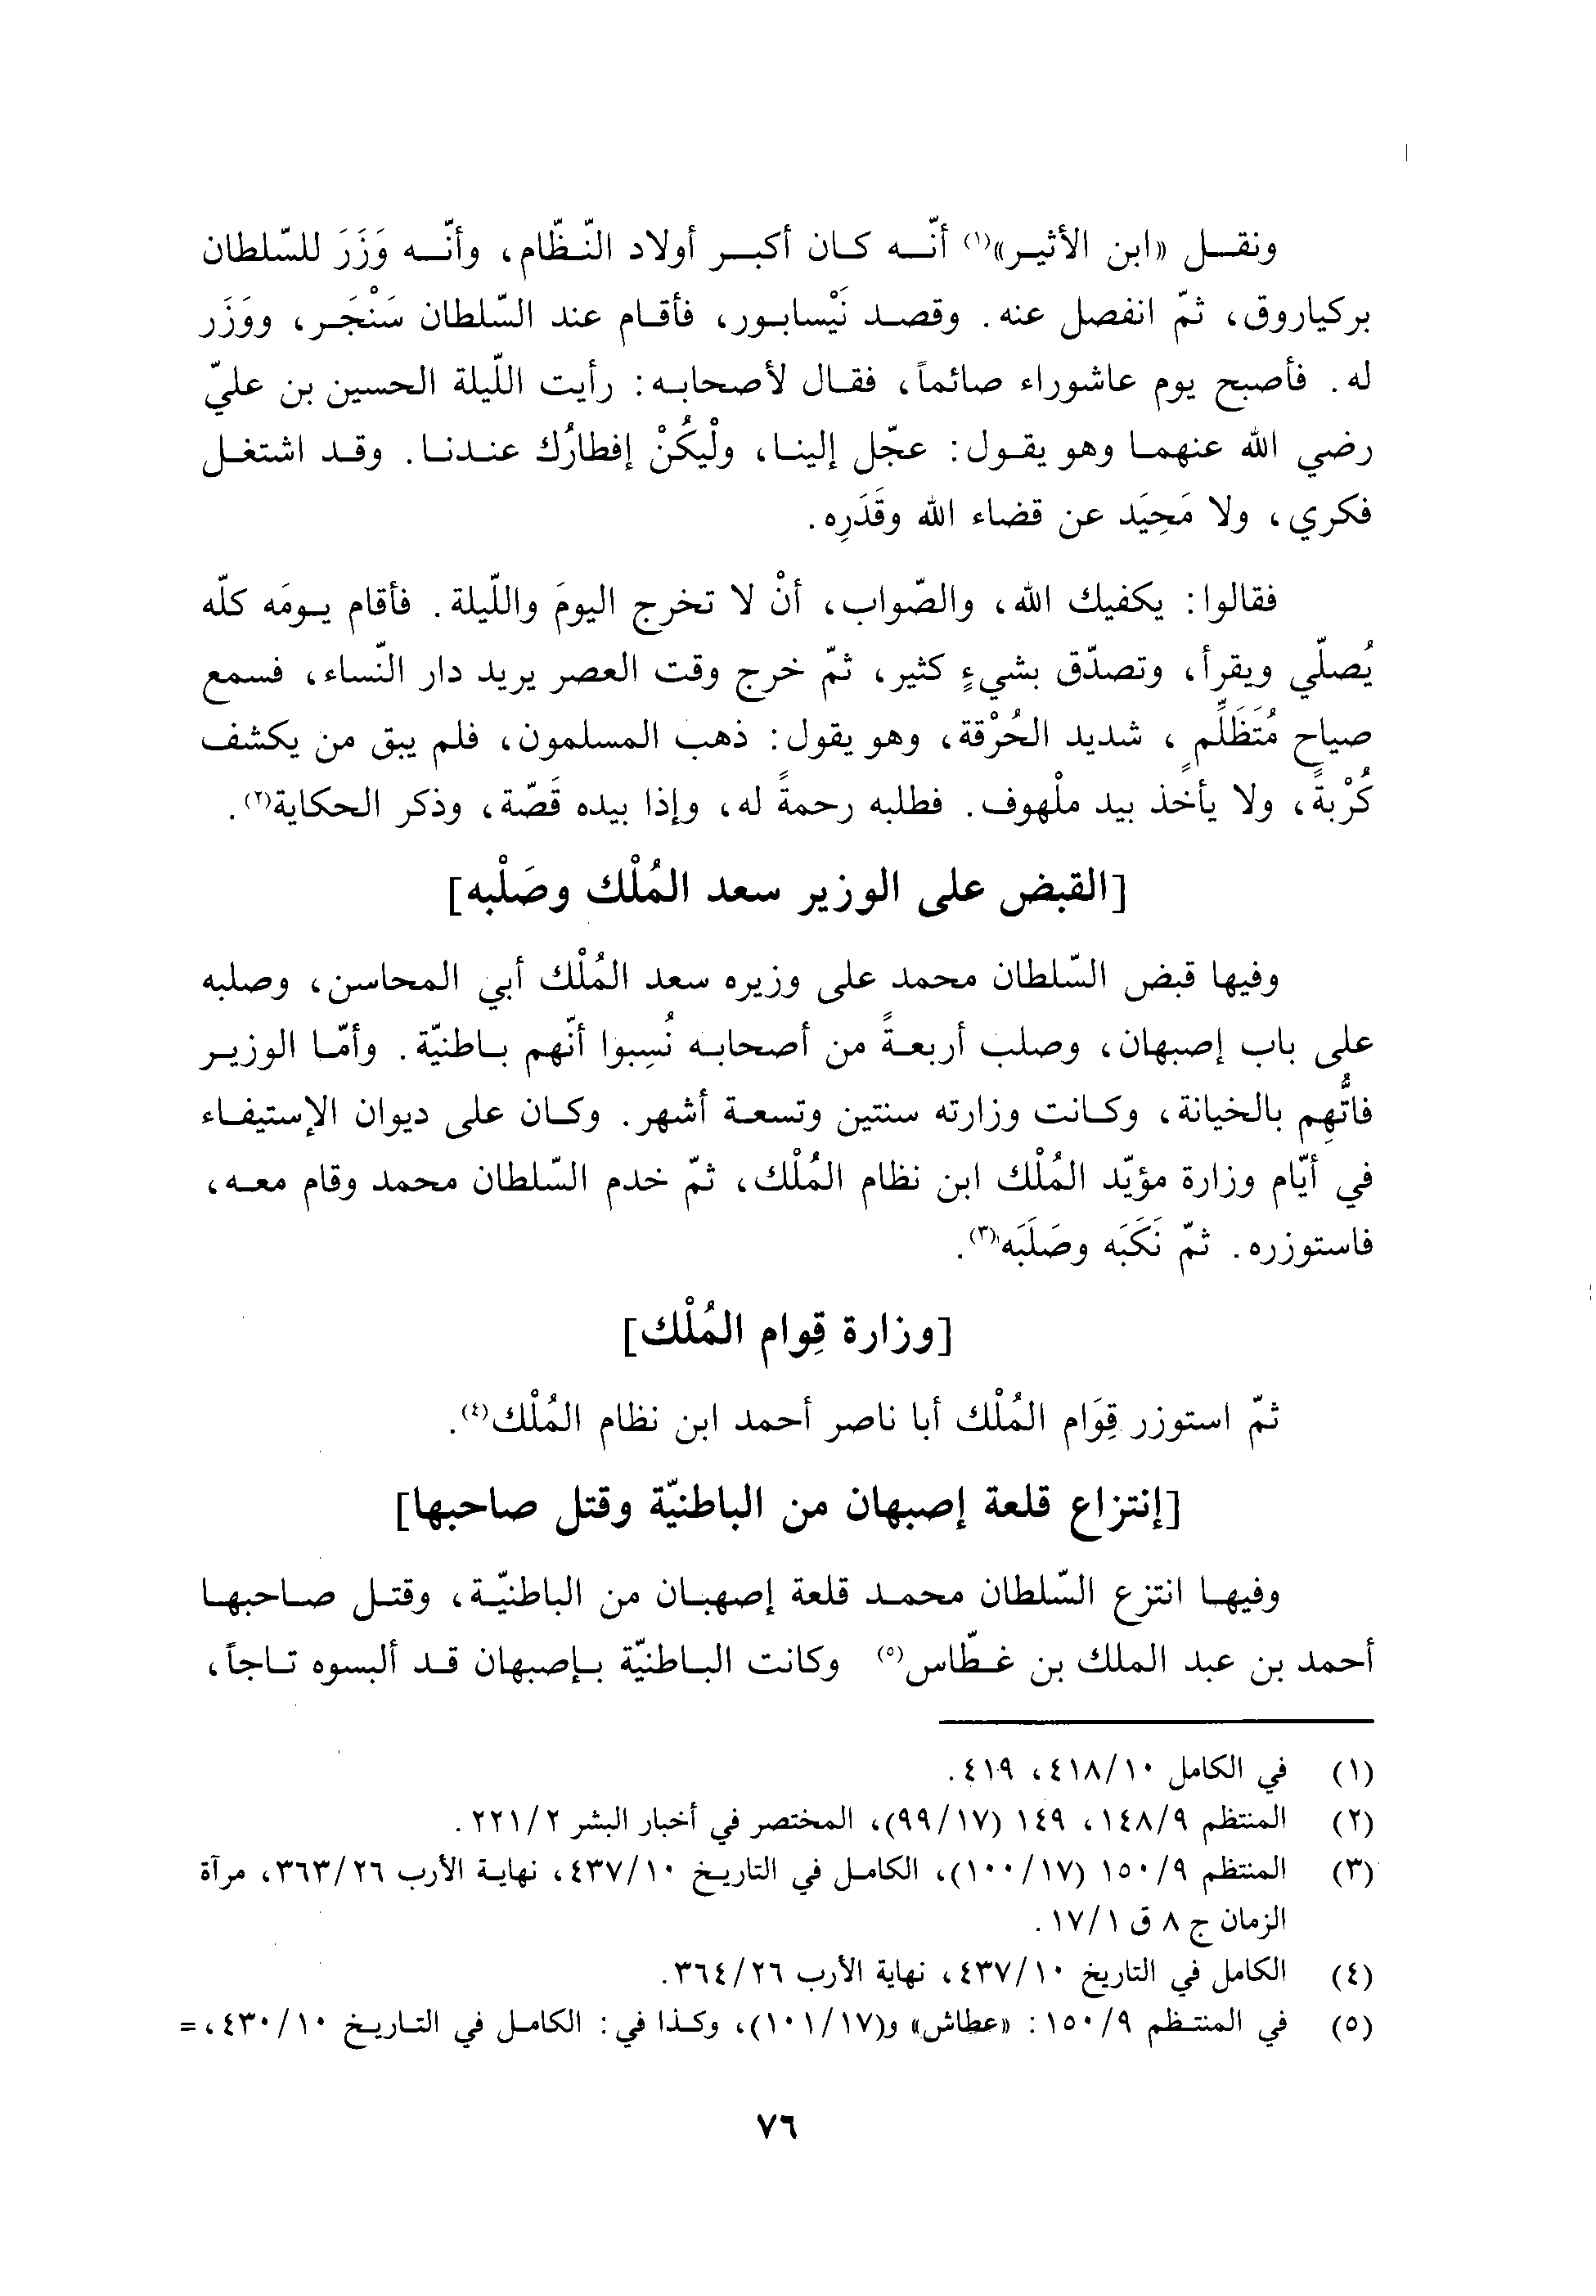 ونقل «ابن الأثير»(١) أنّه كان أكبر أولاد النّظّام، وأنّه وَزَرَ للسّلطان
بركياروق، ثمّ انفصل عنه. وقصد نَيْسابور، فأقام عند السّلطان سَنْجَر، ووَزَر
له. فأصبح يوم عاشوراء صائماً، فقال لأصحابه: رأيت اللّيلة الحسين بن عليّ
رضي الله عنهما وهو يقول: عجّل إلينا، ولْيكُنْ إفطارُك عندنا. وقد اشتغل
فكري، ولا مَحِيَد عن قضاء الله وقَدَرِه.
فقالوا: يكفيك الله، والصّواب، أنْ لا تخرج اليومَ واللّيلة. فأقام يومَه كلّه
يُصلّي ويقرأ، وتصدّق بشيءٍ كثير، ثمّ خرج وقت العصر يريد دار النّساء، فسمع
صياح مُتَظَلِّمٍ، شديد الحُرْقة، وهو يقول: ذهب المسلمون، فلم يبق من يكشف
كُرْبةً، ولا يأخذ بيد ملْهوف. فطلبه رحمةً له، وإذا بيده قَصّة، وذكر الحكاية(٢).
[القبض على الوزير سعد المُلْك وصَلْبه]
وفيها قبض السّلطان محمد على وزيره سعد المُلْك أبي المحاسن، وصلبه
على باب إصبهان، وصلب أربعةً من أصحابه نُسِبوا أنّهم باطنيّة. وأمّا الوزير
فاتُّهِم بالخيانة، وكانت وزارته سنتين وتسعة أشهر. وكان على ديوان الإستيفاء
في أيّام وزارة مؤيّد المُلْك ابن نظام المُلْك، ثمّ خدم السّلطان محمد وقام معه،
فاستوزره. ثمّ نَكَبَه وصَلَبَه(٣).
[وزارة قِوام المُلْك]
ثمّ استوزر قِوَام المُلْك أبا ناصر أحمد ابن نظام المُلْك(٤).
[إنتزاع قلعة إصبهان من الباطنيّة وقتل صاحبها]
وفيها انتزع السّلطان محمد قلعة إصهبان من الباطنيّة، وقتل صاحبها
أحمد بن عبد الملك بن غطّاس(٥) وكانت الباطنيّة بإصبهان قد ألبسوه تاجاً،
(١) في الكامل ٤١٨/١٠، ٤١٩.
(٢) المنتظم ١٤٨/٩، ١٤٩ (٩٩/١٧)، المختصر في أخبار البشر ٢٢١/٢.
(٣) المنتظم ١٥٠/٩ (١٠٠/١٧)، الكامل في التاريخ ٤٣٧/١٠، نهاية الأرب ٣٦٣/٢٦، مرآة
الزمان ج ٨ ق ١٧/١.
(٤) الكامل في التاريخ ٤٣٧/١٠، نهاية الأرب ٣٦٤/٢٦.
(٥) في المنتظم ١٥٠/٩: «عطاش» و(١٠١/١٧)، وكذا في: الكامل في التاريخ ٤٣٠/١٠، =
٧٦